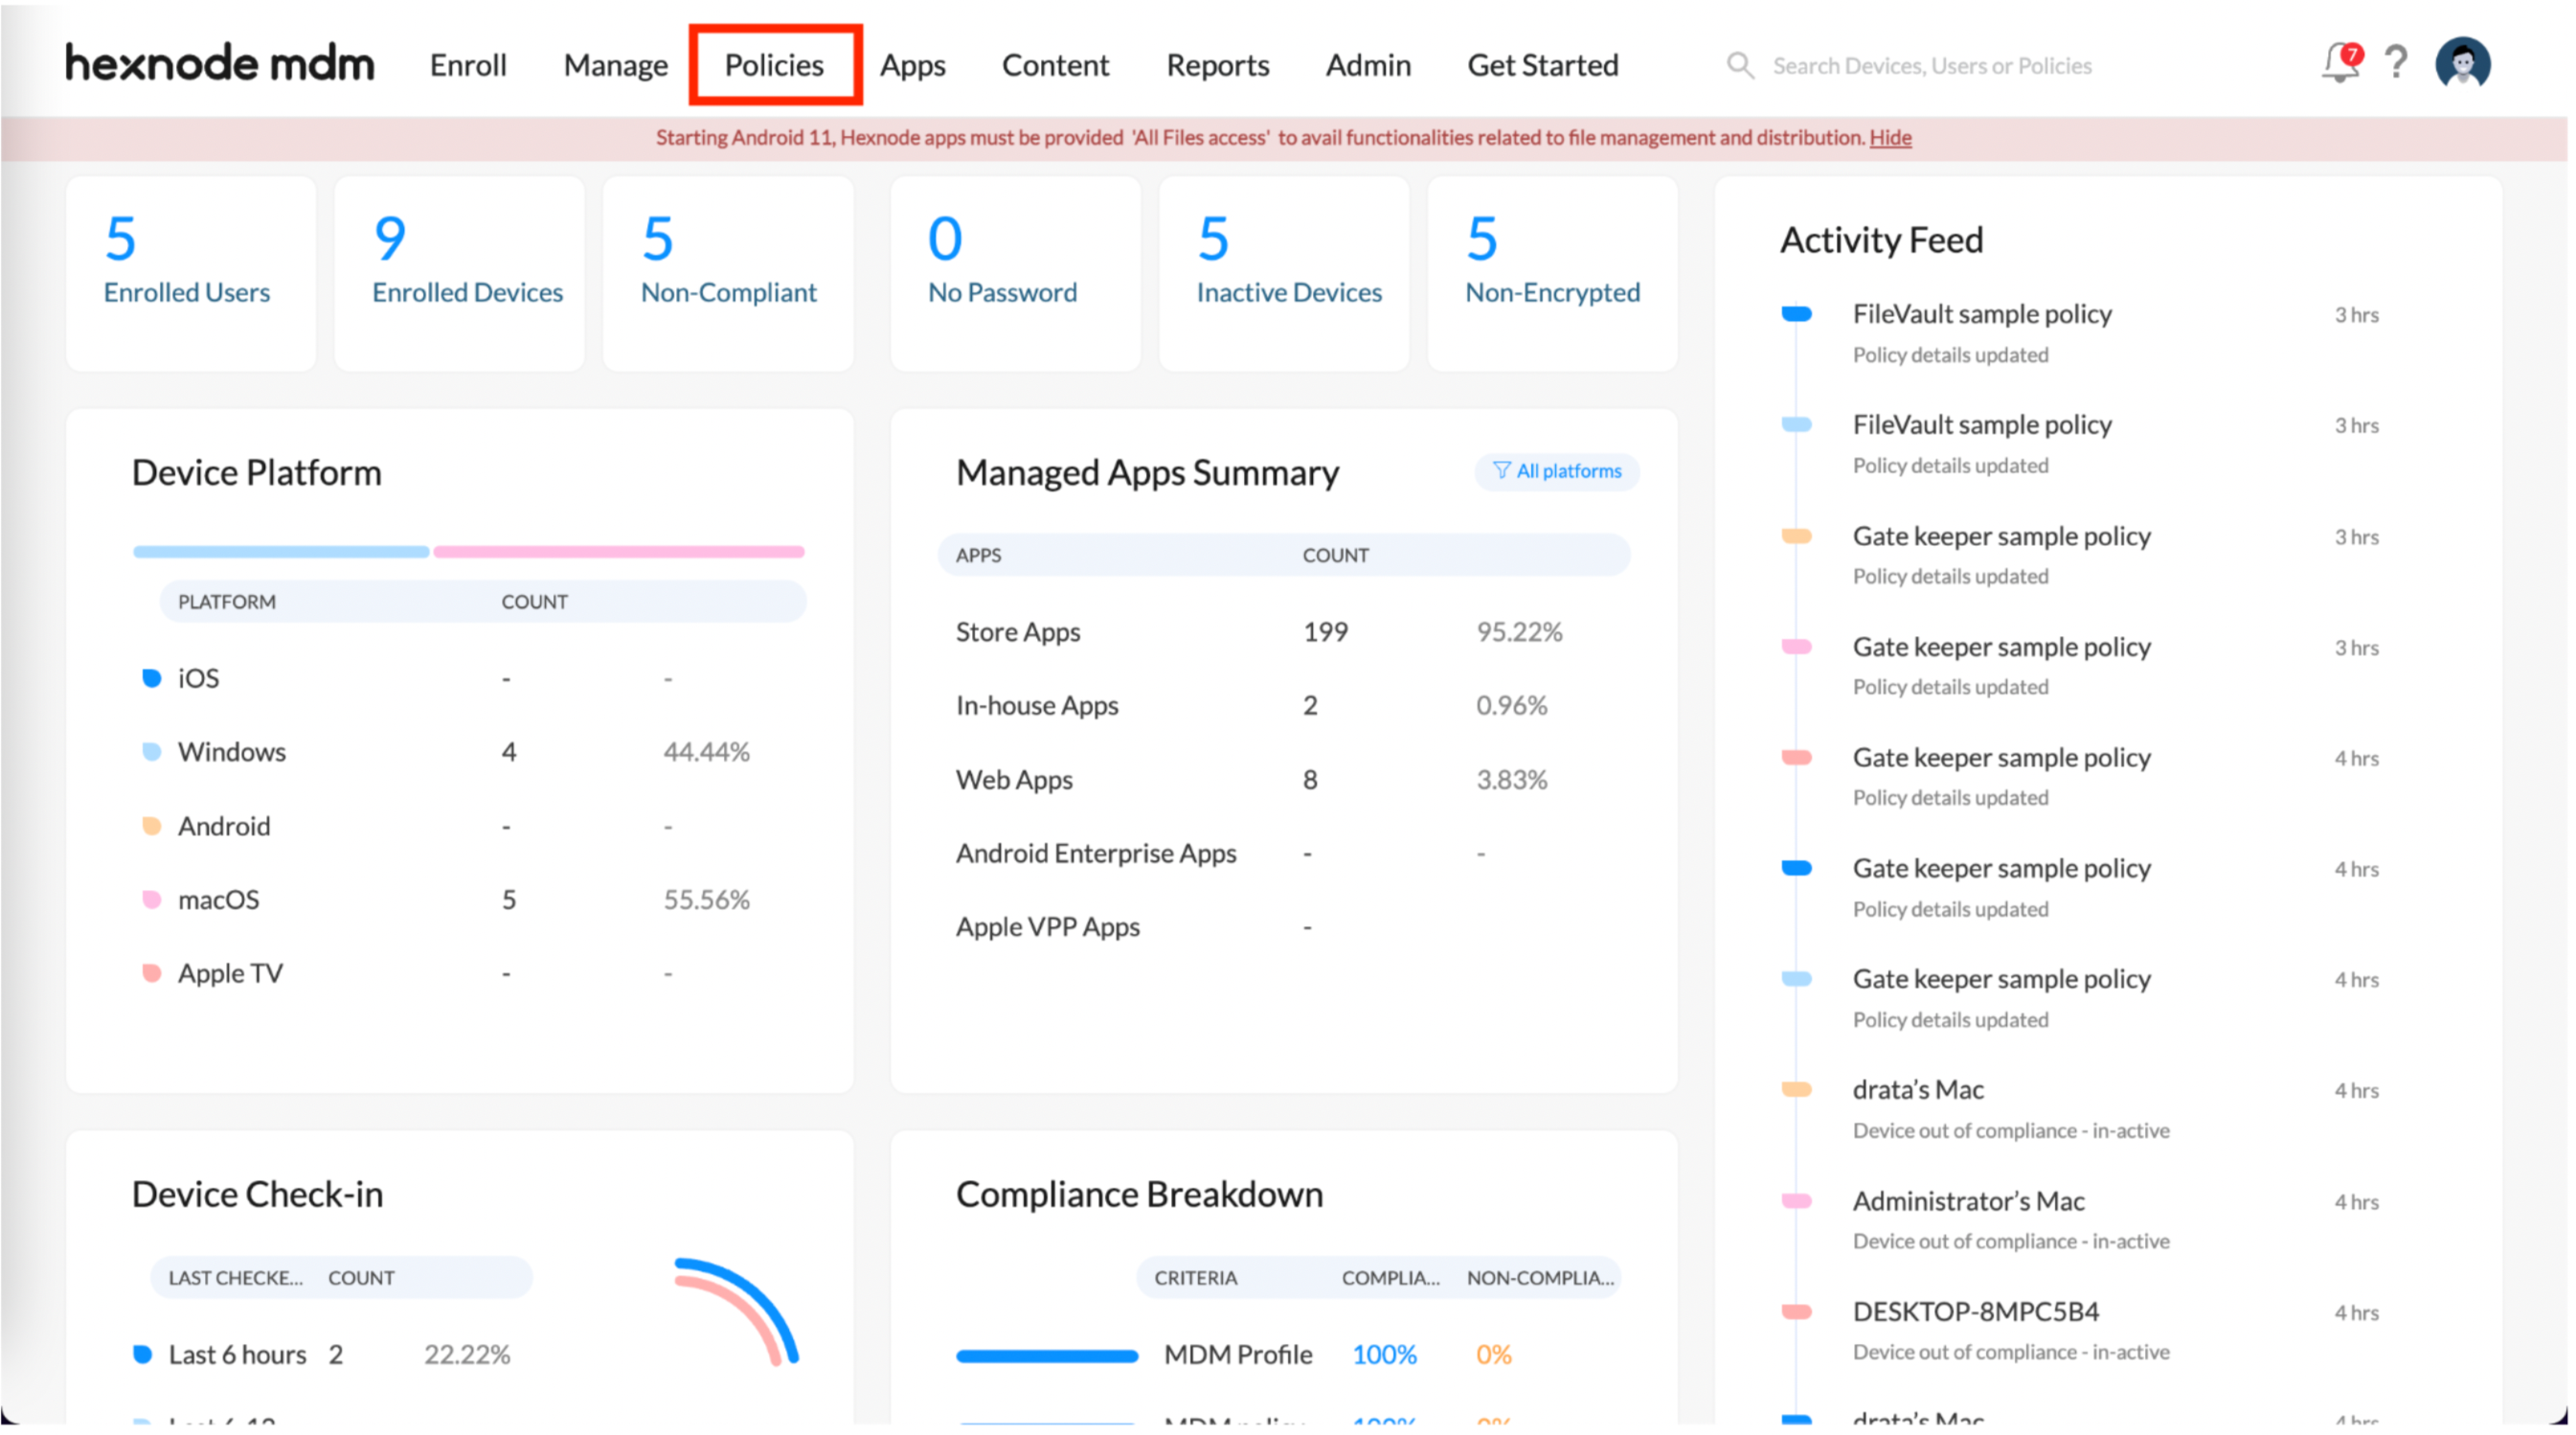 hexnode mdm Enroll Manage Policies Apps Content Reports Admin Get Started Search Devices, Users or Policies 7 ?
Starting Android 11, Hexnode apps must be provided 'All Files access' to avail functionalities related to file management and distribution. Hide
5
Enrolled Users
9
Enrolled Devices
5
Non-Compliant
0
No Password
5
Inactive Devices
5
Non-Encrypted
Device Platform
PLATFORM COUNT
iOS - -
Windows 4 44.44%
Android - -
macOS 5 55.56%
Apple TV - -
Managed Apps Summary All platforms
APPS COUNT
Store Apps 199 95.22%
In-house Apps 2 0.96%
Web Apps 8 3.83%
Android Enterprise Apps - -
Apple VPP Apps -
Device Check-in
LAST CHECKE... COUNT
Last 6 hours 2 22.22%
Compliance Breakdown
CRITERIA COMPLIA... NON-COMPLIA...
MDM Profile 100% 0%
MDM policy 100% 0%
Activity Feed
FileVault sample policy 3 hrs
Policy details updated
FileVault sample policy 3 hrs
Policy details updated
Gate keeper sample policy 3 hrs
Policy details updated
Gate keeper sample policy 3 hrs
Policy details updated
Gate keeper sample policy 4 hrs
Policy details updated
Gate keeper sample policy 4 hrs
Policy details updated
Gate keeper sample policy 4 hrs
Policy details updated
drata's Mac 4 hrs
Device out of compliance - in-active
Administrator's Mac 4 hrs
Device out of compliance - in-active
DESKTOP-8MPC5B4 4 hrs
Device out of compliance - in-active
drata's Mac 4 hrs